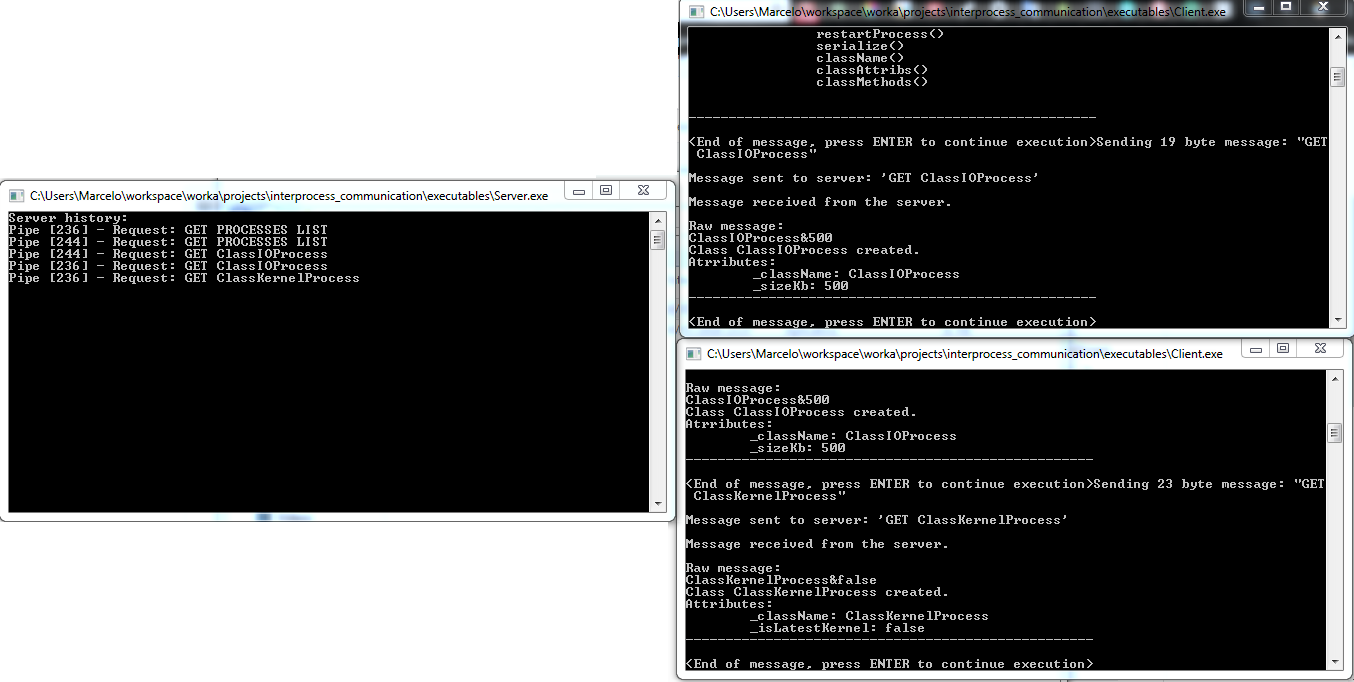 C:\Users\Marcelo\workspace\worka\projects\interprocess_communication\executables\Server.exe
Server history:
Pipe [236] - Request: GET PROCESSES LIST
Pipe [244] - Request: GET PROCESSES LIST
Pipe [244] - Request: GET ClassIOProcess
Pipe [236] - Request: GET ClassIOProcess
Pipe [236] - Request: GET ClassKernelProcess
C:\Users\Marcelo\workspace\worka\projects\interprocess_communication\executables\Client.exe
restartProcess()
serialize()
className()
classAttribs()
classMethods()
---------------------------------------------------
<End of message, press ENTER to continue execution>Sending 19 byte message: "GET
ClassIOProcess"
Message sent to server: 'GET ClassIOProcess'
Message received from the server.
Raw message:
ClassIOProcess&500
Class ClassIOProcess created.
Atrributes:
_className: ClassIOProcess
_sizeKb: 500
---------------------------------------------------
<End of message, press ENTER to continue execution>
C:\Users\Marcelo\workspace\worka\projects\interprocess_communication\executables\Client.exe
Raw message:
ClassIOProcess&500
Class ClassIOProcess created.
Atrributes:
_className: ClassIOProcess
_sizeKb: 500
---------------------------------------------------
<End of message, press ENTER to continue execution>Sending 23 byte message: "GET
ClassKernelProcess"
Message sent to server: 'GET ClassKernelProcess'
Message received from the server.
Raw message:
ClassKernelProcess&false
Class ClassKernelProcess created.
Attributes:
_className: ClassKernelProcess
_isLatestKernel: false
---------------------------------------------------
<End of message, press ENTER to continue execution>